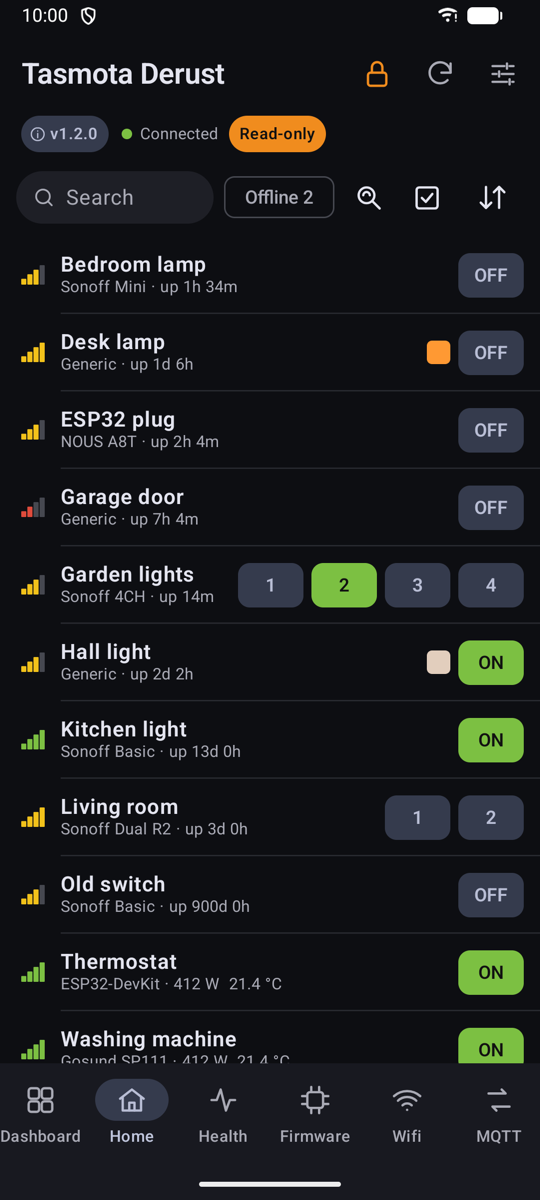 10:00
Tasmota Derust
v1.2.0 Connected Read-only
Search Offline 2
Bedroom lamp
Sonoff Mini · up 1h 34m
OFF
Desk lamp
Generic · up 1d 6h
OFF
ESP32 plug
NOUS A8T · up 2h 4m
OFF
Garage door
Generic · up 7h 4m
OFF
Garden lights
Sonoff 4CH · up 14m
1 2 3 4
Hall light
Generic · up 2d 2h
ON
Kitchen light
Sonoff Basic · up 13d 0h
ON
Living room
Sonoff Dual R2 · up 3d 0h
1 2
Old switch
Sonoff Basic · up 900d 0h
OFF
Thermostat
ESP32-DevKit · 412 W 21.4 °C
ON
Washing machine
Gosund SP111 · 412 W 21.4 °C
ON
Dashboard Home Health Firmware Wifi MQTT